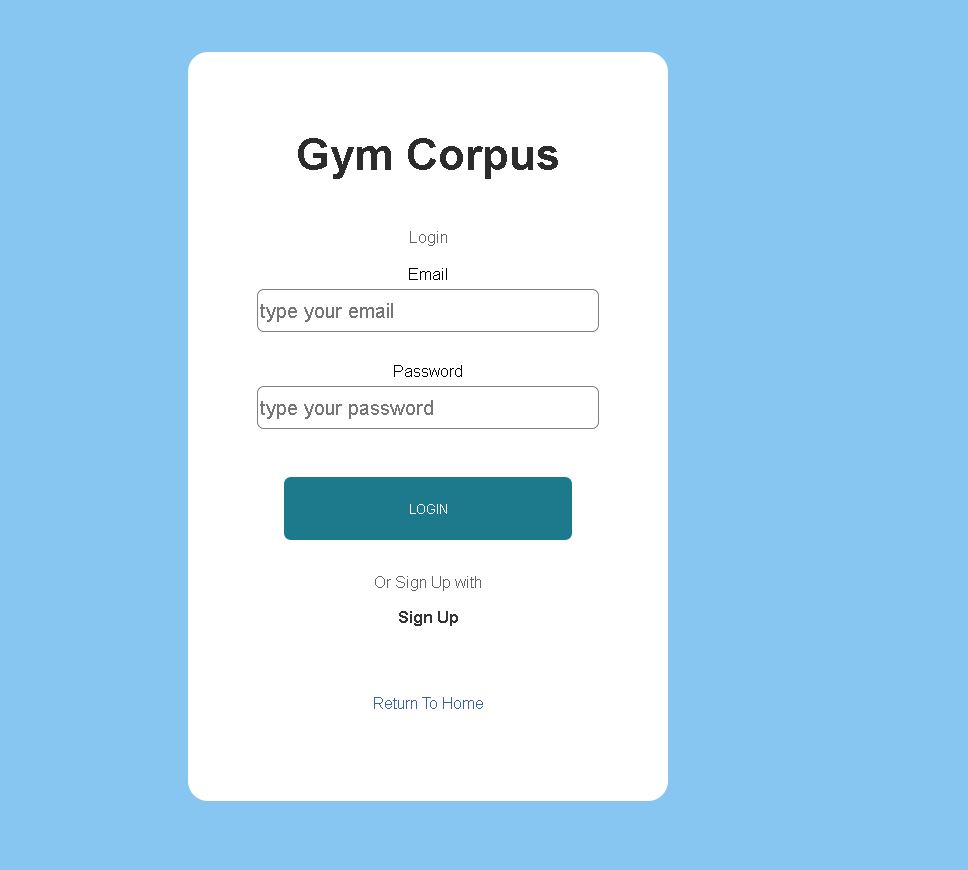 Gym Corpus
Login
Email
type your email
Password
type your password
LOGIN
Or Sign Up with
Sign Up
Return To Home